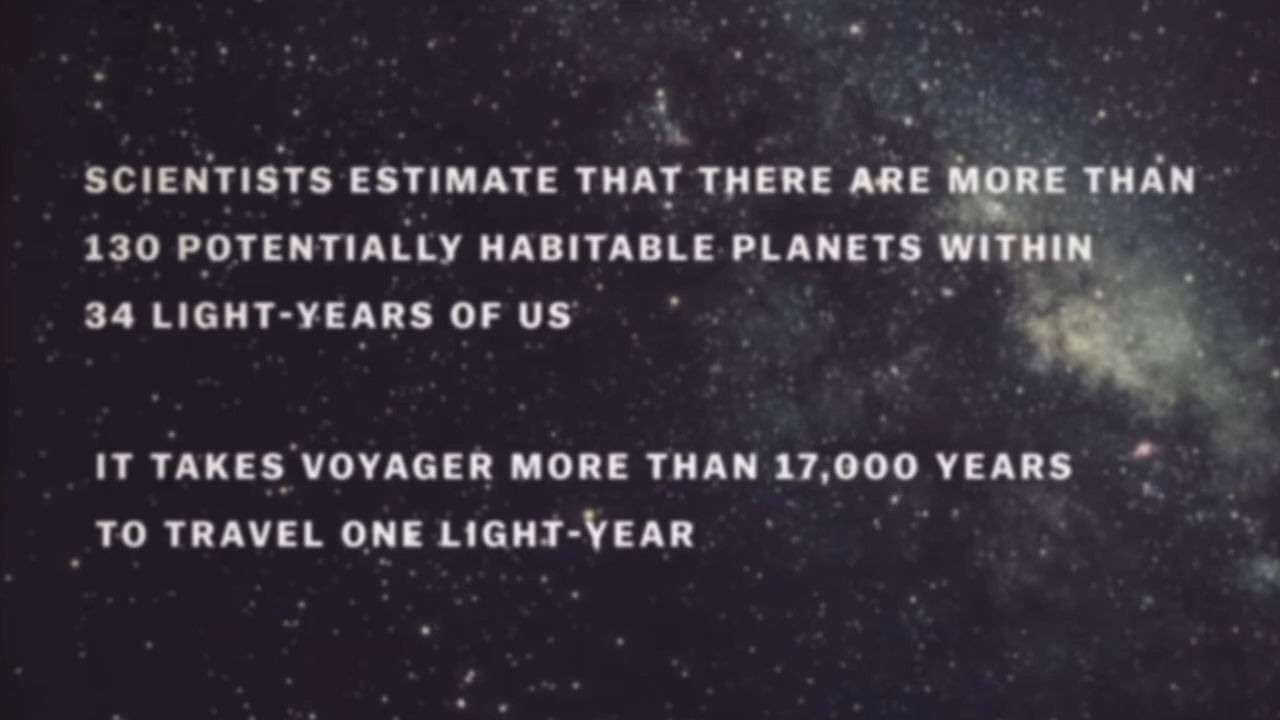 SCIENTISTS ESTIMATE THAT THERE ARE MORE THAN
130 POTENTIALLY HABITABLE PLANETS WITHIN
34 LIGHT-YEARS OF US
IT TAKES VOYAGER MORE THAN 17,000 YEARS
TO TRAVEL ONE LIGHT-YEAR